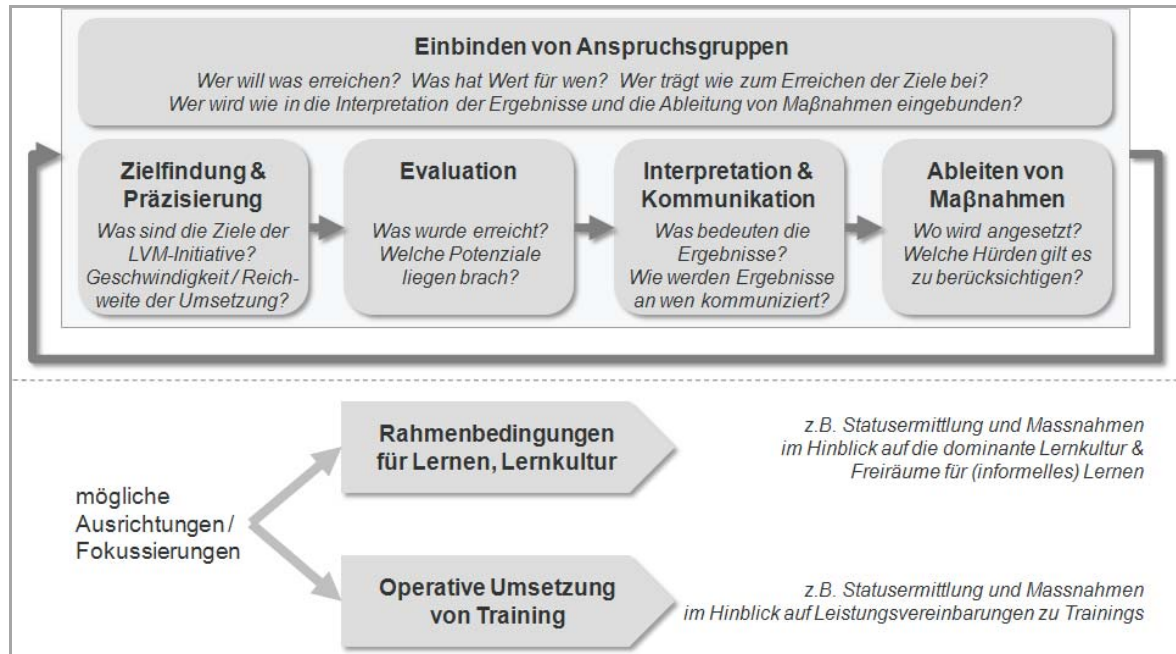 Einbinden von Anspruchsgruppen
Wer will was erreichen? Was hat Wert für wen? Wer trägt wie zum Erreichen der Ziele bei?
Wer wird wie in die Interpretation der Ergebnisse und die Ableitung von Maßnahmen eingebunden?
Zielfindung &
Präzisierung
Was sind die Ziele der
LVM-Initiative?
Geschwindigkeit / Reich-
weite der Umsetzung?
Evaluation
Was wurde erreicht?
Welche Potenziale
liegen brach?
Interpretation &
Kommunikation
Was bedeuten die
Ergebnisse?
Wie werden Ergebnisse
an wen kommuniziert?
Ableiten von
Maßnahmen
Wo wird angesetzt?
Welche Hürden gilt es
zu berücksichtigen?
mögliche
Ausrichtungen /
Fokussierungen
Rahmenbedingungen
für Lernen, Lernkultur
z.B. Statusermittlung und Massnahmen
im Hinblick auf die dominante Lernkultur &
Freiräume für (informelles) Lernen
Operative Umsetzung
von Training
z.B. Statusermittlung und Massnahmen
im Hinblick auf Leistungsvereinbarungen zu Trainings